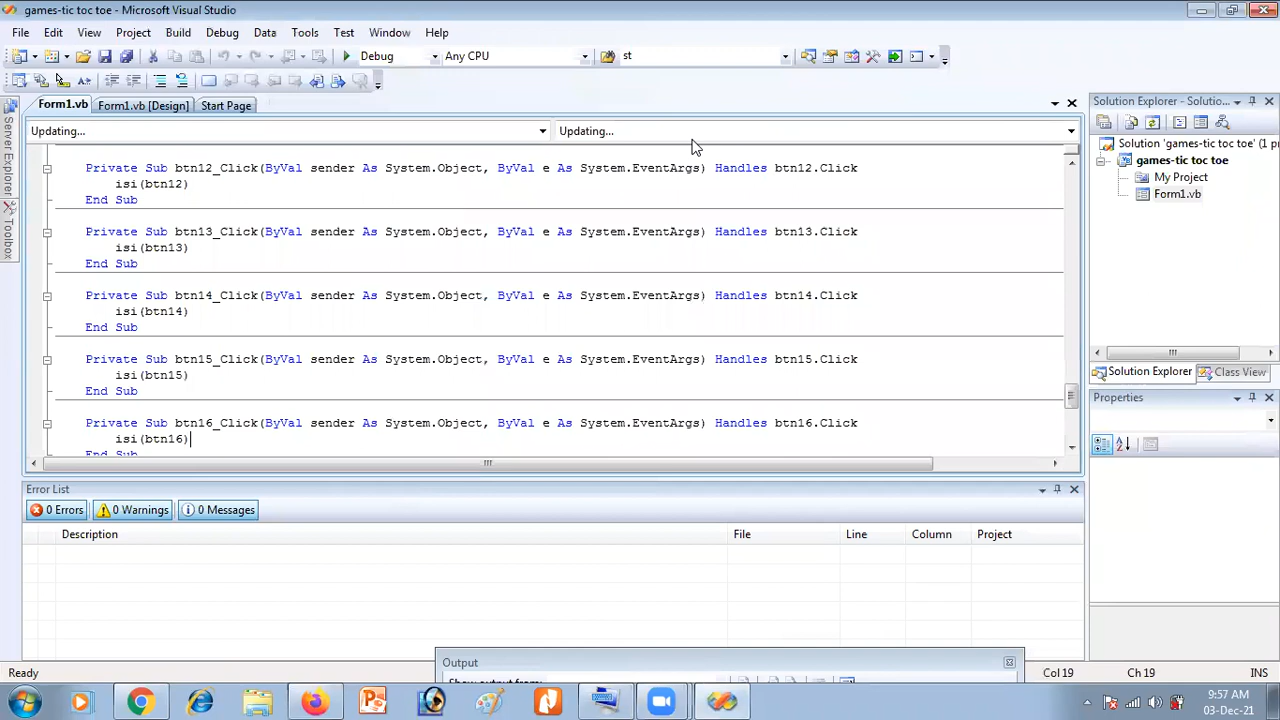 games-tic toc toe - Microsoft Visual Studio
File Edit View Project Build Debug Data Tools Test Window Help
Debug Any CPU st
Form1.vb Form1.vb [Design] Start Page
Updating... Updating...
Private Sub btn12_Click(ByVal sender As System.Object, ByVal e As System.EventArgs) Handles btn12.Click
isi(btn12)
End Sub
Private Sub btn13_Click(ByVal sender As System.Object, ByVal e As System.EventArgs) Handles btn13.Click
isi(btn13)
End Sub
Private Sub btn14_Click(ByVal sender As System.Object, ByVal e As System.EventArgs) Handles btn14.Click
isi(btn14)
End Sub
Private Sub btn15_Click(ByVal sender As System.Object, ByVal e As System.EventArgs) Handles btn15.Click
isi(btn15)
End Sub
Private Sub btn16_Click(ByVal sender As System.Object, ByVal e As System.EventArgs) Handles btn16.Click
isi(btn16)
End Sub
Server Explorer
Toolbox
Solution Explorer - Solutio...
Solution 'games-tic toc toe' (1 p
games-tic toc toe
My Project
Form1.vb
Solution Explorer Class View
Properties
Error List
0 Errors 0 Warnings 0 Messages
Description File Line Column Project
Output
Show output from:
Ready Col 19 Ch 19 INS
9:57 AM
03-Dec-21